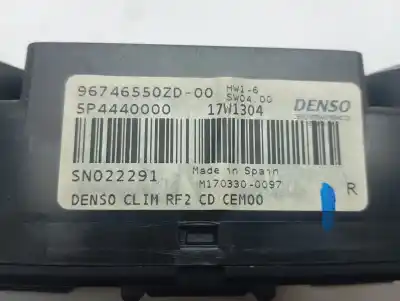 96746550ZD-00 HW1-6
SW04.00 DENSO
SP4440000 17W1304
SN022291 Made in Spain
M170330-0097
R
DENSO CLIM RF2 CD CEM00